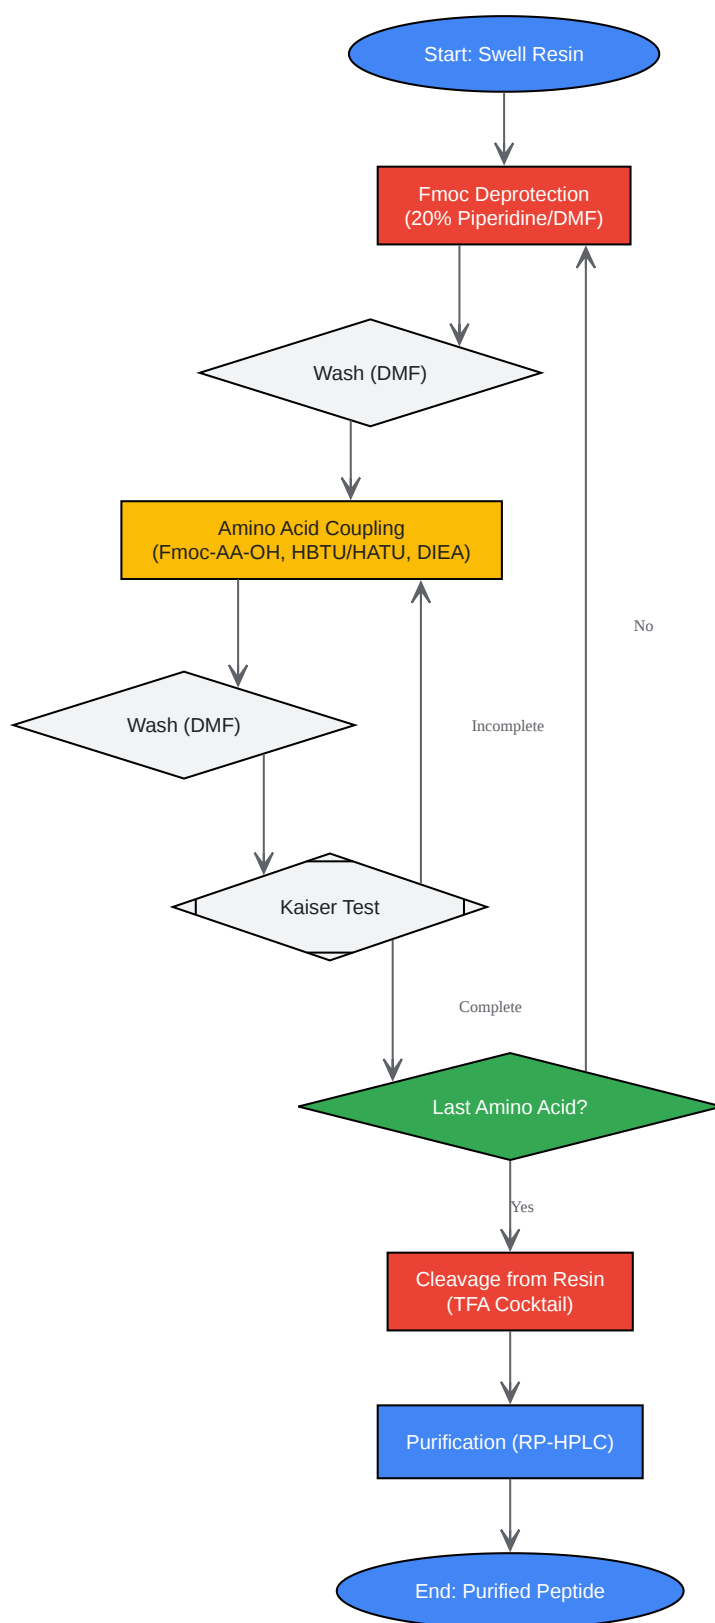 Start: Swell Resin
Fmoc Deprotection
(20% Piperidine/DMF)
Wash (DMF)
Amino Acid Coupling
(Fmoc-AA-OH, HBTU/HATU, DIEA)
No
Wash (DMF)
Incomplete
Kaiser Test
Complete
Last Amino Acid?
Yes
Cleavage from Resin
(TFA Cocktail)
Purification (RP-HPLC)
End: Purified Peptide